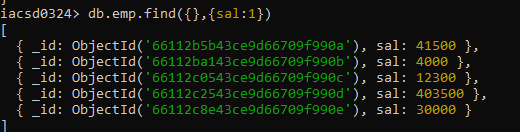 iacsd0324> db.emp.find({},{sal:1})
[
  { _id: ObjectId('66112b5b43ce9d66709f990a'), sal: 41500 },
  { _id: ObjectId('66112ba143ce9d66709f990b'), sal: 4000 },
  { _id: ObjectId('66112c0543ce9d66709f990c'), sal: 12300 },
  { _id: ObjectId('66112c2543ce9d66709f990d'), sal: 403500 },
  { _id: ObjectId('66112c8e43ce9d66709f990e'), sal: 30000 }
]